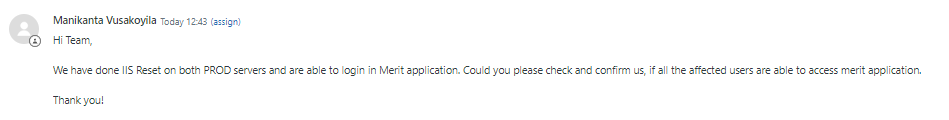 Manikanta Vusakoyila Today 12:43 (assign)
Hi Team,
We have done IIS Reset on both PROD servers and are able to login in Merit application. Could you please check and confirm us, if all the affected users are able to access merit application.
Thank you!